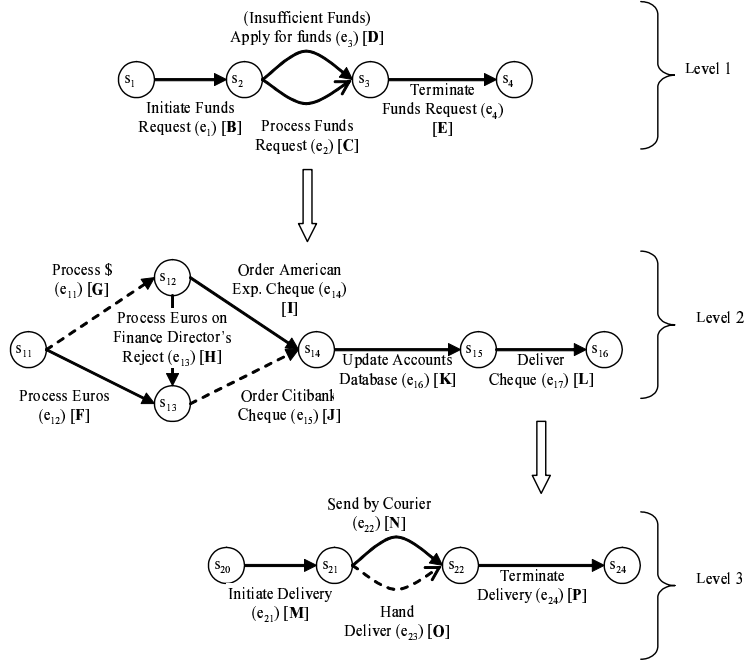 (Insufficient Funds)
Apply for funds (e3) [D]
s1
s2
s3
s4
Level 1
Initiate Funds
Request (e1) [B]
Process Funds
Request (e2) [C]
Terminate
Funds Request (e4)
[E]
Process $
(e11) [G]
s12
Order American
Exp. Cheque (e14)
[I]
Process Euros on
Finance Director's
Reject (e13) [H]
s11
s14
s15
s16
Level 2
Update Accounts
Database (e16) [K]
Deliver
Cheque (e17) [L]
Process Euros
(e12) [F]
s13
Order Citibank
Cheque (e15) [J]
Send by Courier
(e22) [N]
s20
s21
s22
s24
Level 3
Initiate Delivery
(e21) [M]
Hand
Deliver (e23) [O]
Terminate
Delivery (e24) [P]